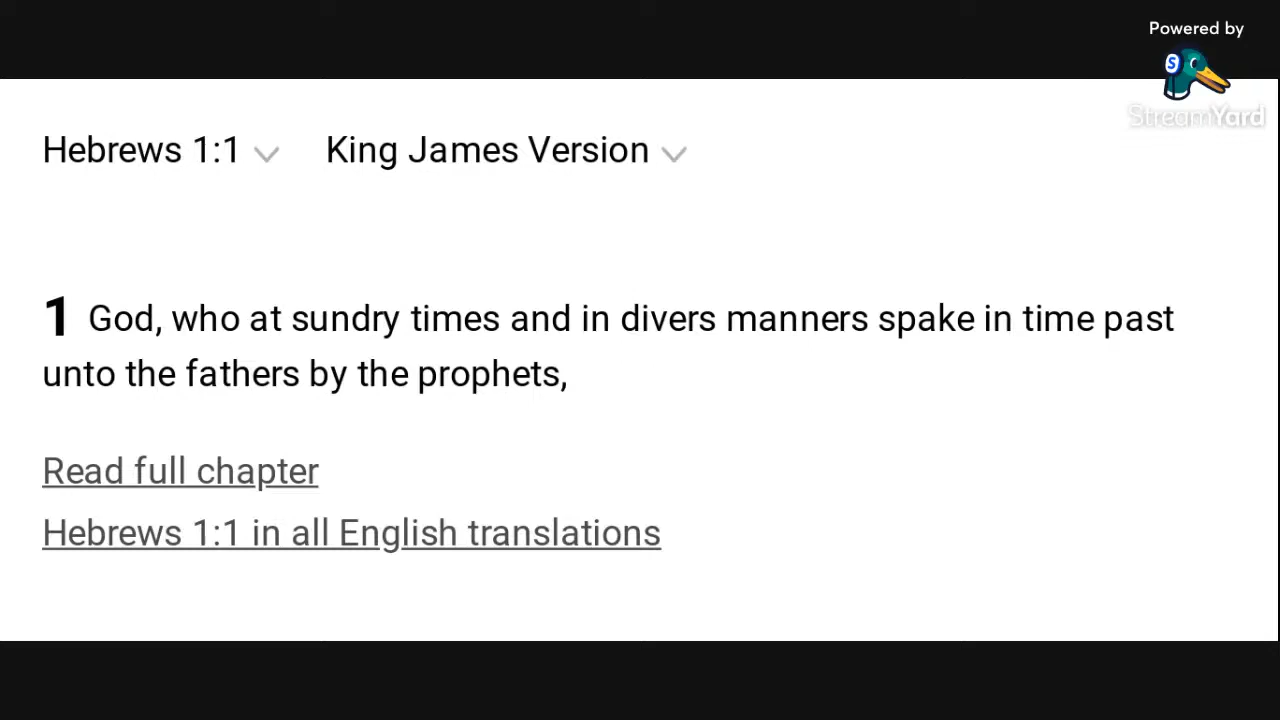 Powered by
S
StreamYard
Hebrews 1:1 King James Version
1 God, who at sundry times and in divers manners spake in time past
unto the fathers by the prophets,
Read full chapter
Hebrews 1:1 in all English translations